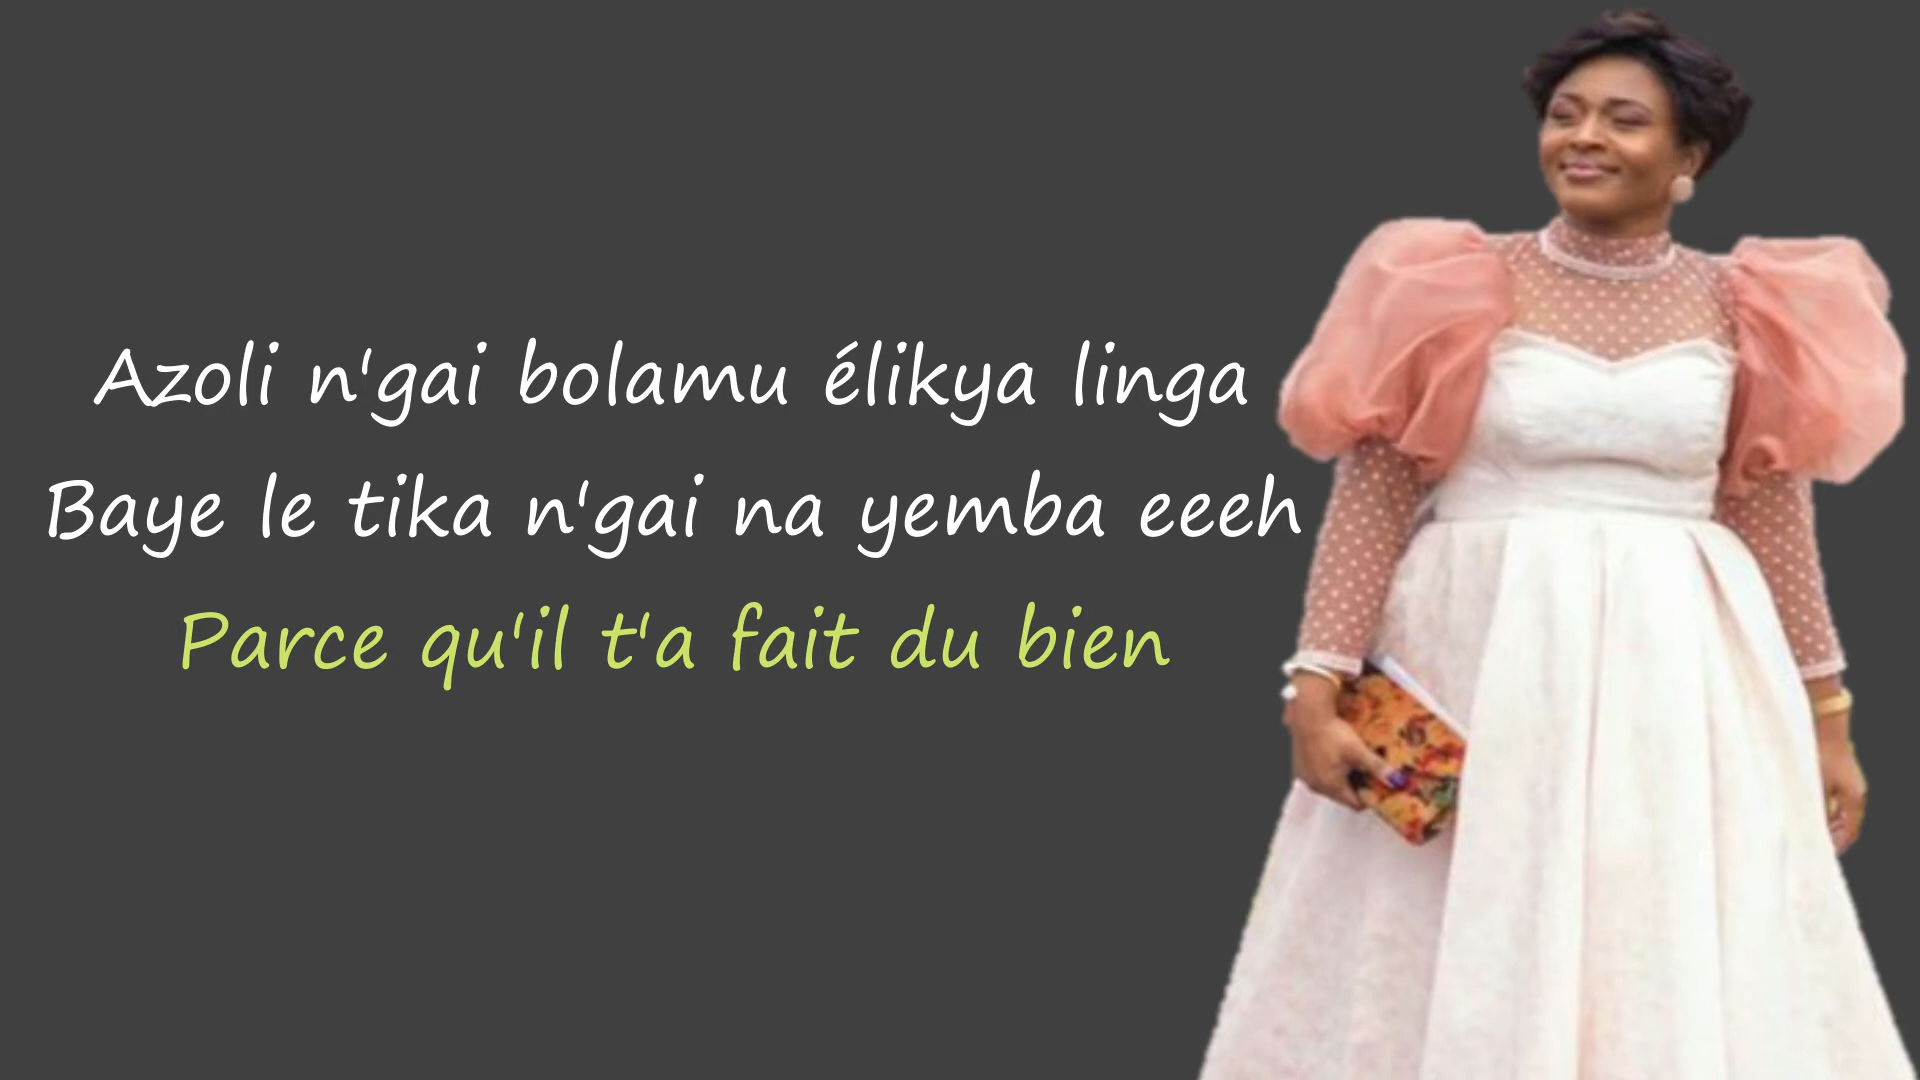 Azoli n'gai bolamu élikya linga
Baye le tika n'gai na yemba eeeh
Parce qu'il t'a fait du bien